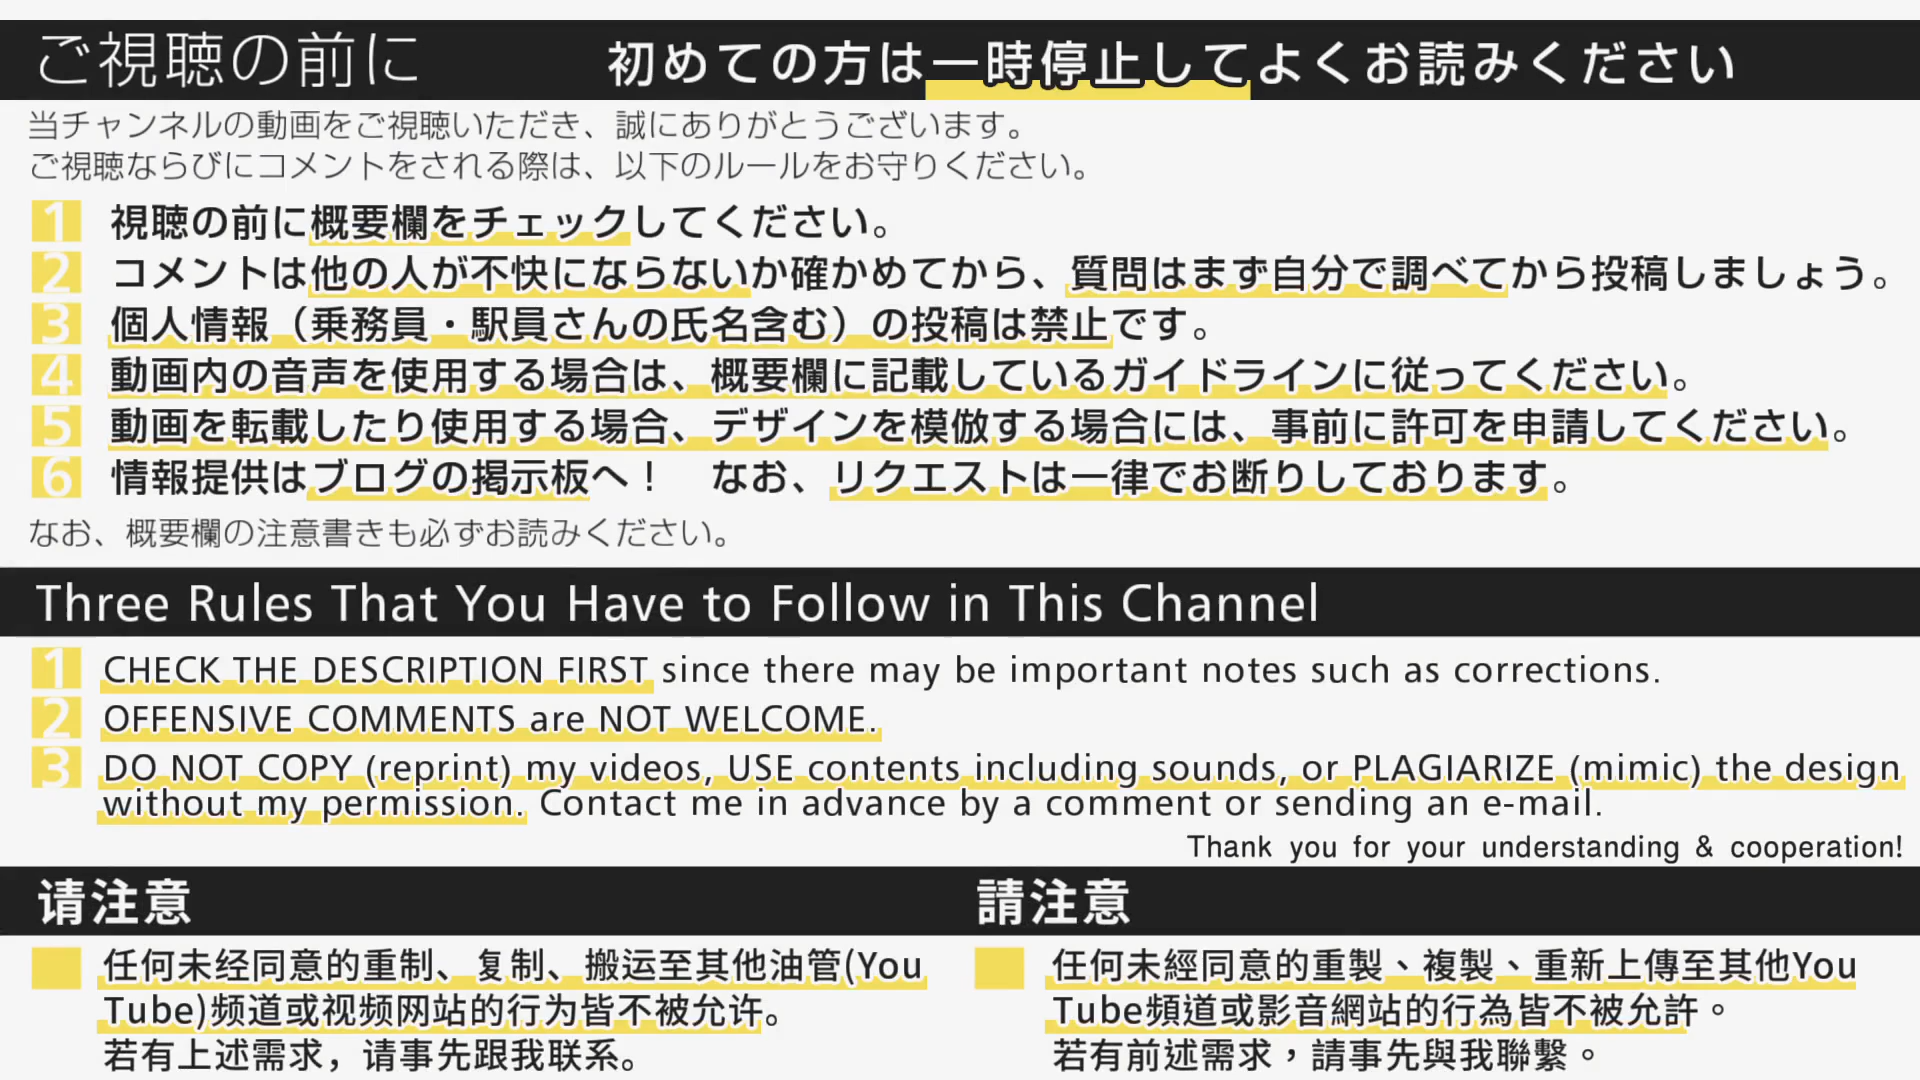 ご視聴の前に 初めての方は一時停止してよくお読みください
当チャンネルの動画をご視聴いただき、誠にありがとうございます。
ご視聴ならびにコメントをされる際は、以下のルールをお守りください。
1 視聴の前に概要欄をチェックしてください。
2 コメントは他の人が不快にならないか確かめてから、質問はまず自分で調べてから投稿しましょう。
3 個人情報（乗務員・駅員さんの氏名含む）の投稿は禁止です。
4 動画内の音声を使用する場合は、概要欄に記載しているガイドラインに従ってください。
5 動画を転載したり使用する場合、デザインを模倣する場合には、事前に許可を申請してください。
6 情報提供はブログの掲示板へ！ なお、リクエストは一律でお断りしております。
なお、概要欄の注意書きも必ずお読みください。
Three Rules That You Have to Follow in This Channel
1 CHECK THE DESCRIPTION FIRST since there may be important notes such as corrections.
2 OFFENSIVE COMMENTS are NOT WELCOME.
3 DO NOT COPY (reprint) my videos, USE contents including sounds, or PLAGIARIZE (mimic) the design
without my permission. Contact me in advance by a comment or sending an e-mail.
Thank you for your understanding & cooperation!
请注意
任何未经同意的重制、复制、搬运至其他油管(You
Tube)频道或视频网站的行为皆不被允许。
若有上述需求，请事先跟我联系。
請注意
任何未經同意的重製、複製、重新上傳至其他You
Tube頻道或影音網站的行為皆不被允許。
若有前述需求，請事先與我聯繫。